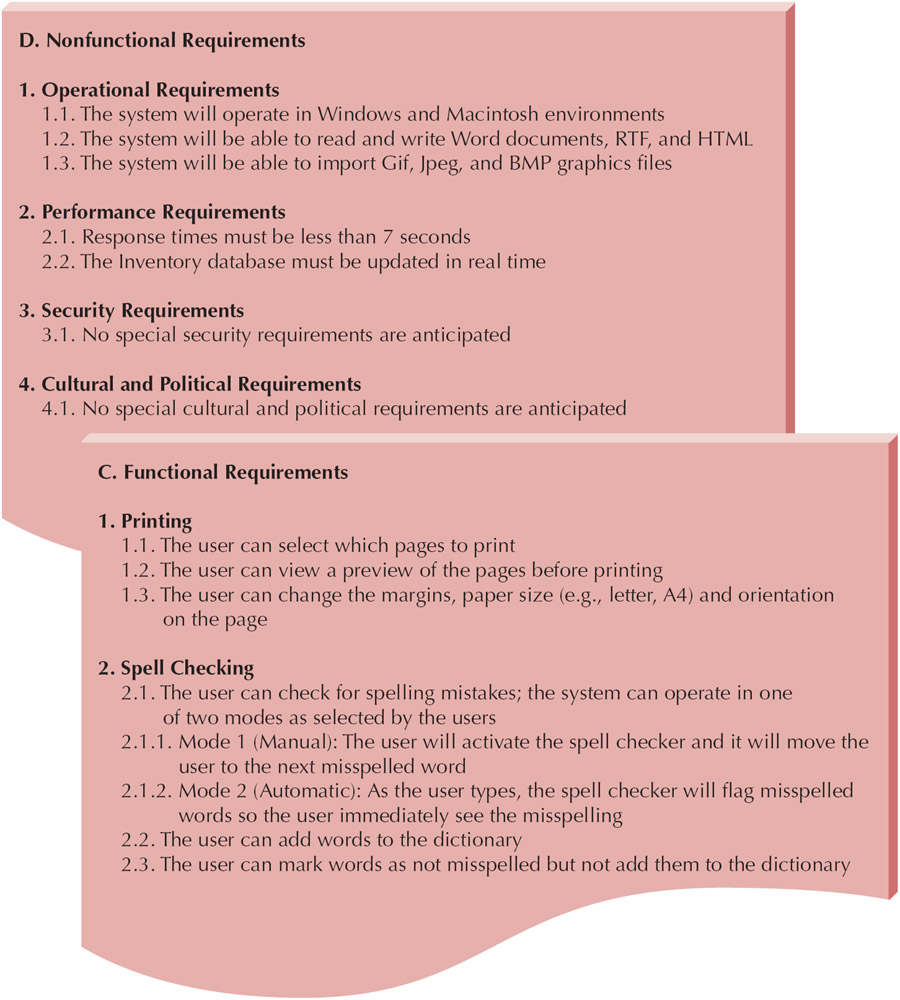 D. Nonfunctional Requirements
1. Operational Requirements
1.1. The system will operate in Windows and Macintosh environments
1.2. The system will be able to read and write Word documents, RTF, and HTML
1.3. The system will be able to import Gif, Jpeg, and BMP graphics files
2. Performance Requirements
2.1. Response times must be less than 7 seconds
2.2. The Inventory database must be updated in real time
3. Security Requirements
3.1. No special security requirements are anticipated
4. Cultural and Political Requirements
4.1. No special cultural and political requirements are anticipated
C. Functional Requirements
1. Printing
1.1. The user can select which pages to print
1.2. The user can view a preview of the pages before printing
1.3. The user can change the margins, paper size (e.g., letter, A4) and orientation
on the page
2. Spell Checking
2.1. The user can check for spelling mistakes; the system can operate in one
of two modes as selected by the users
2.1.1. Mode 1 (Manual): The user will activate the spell checker and it will move the
user to the next misspelled word
2.1.2. Mode 2 (Automatic): As the user types, the spell checker will flag misspelled
words so the user immediately see the misspelling
2.2. The user can add words to the dictionary
2.3. The user can mark words as not misspelled but not add them to the dictionary